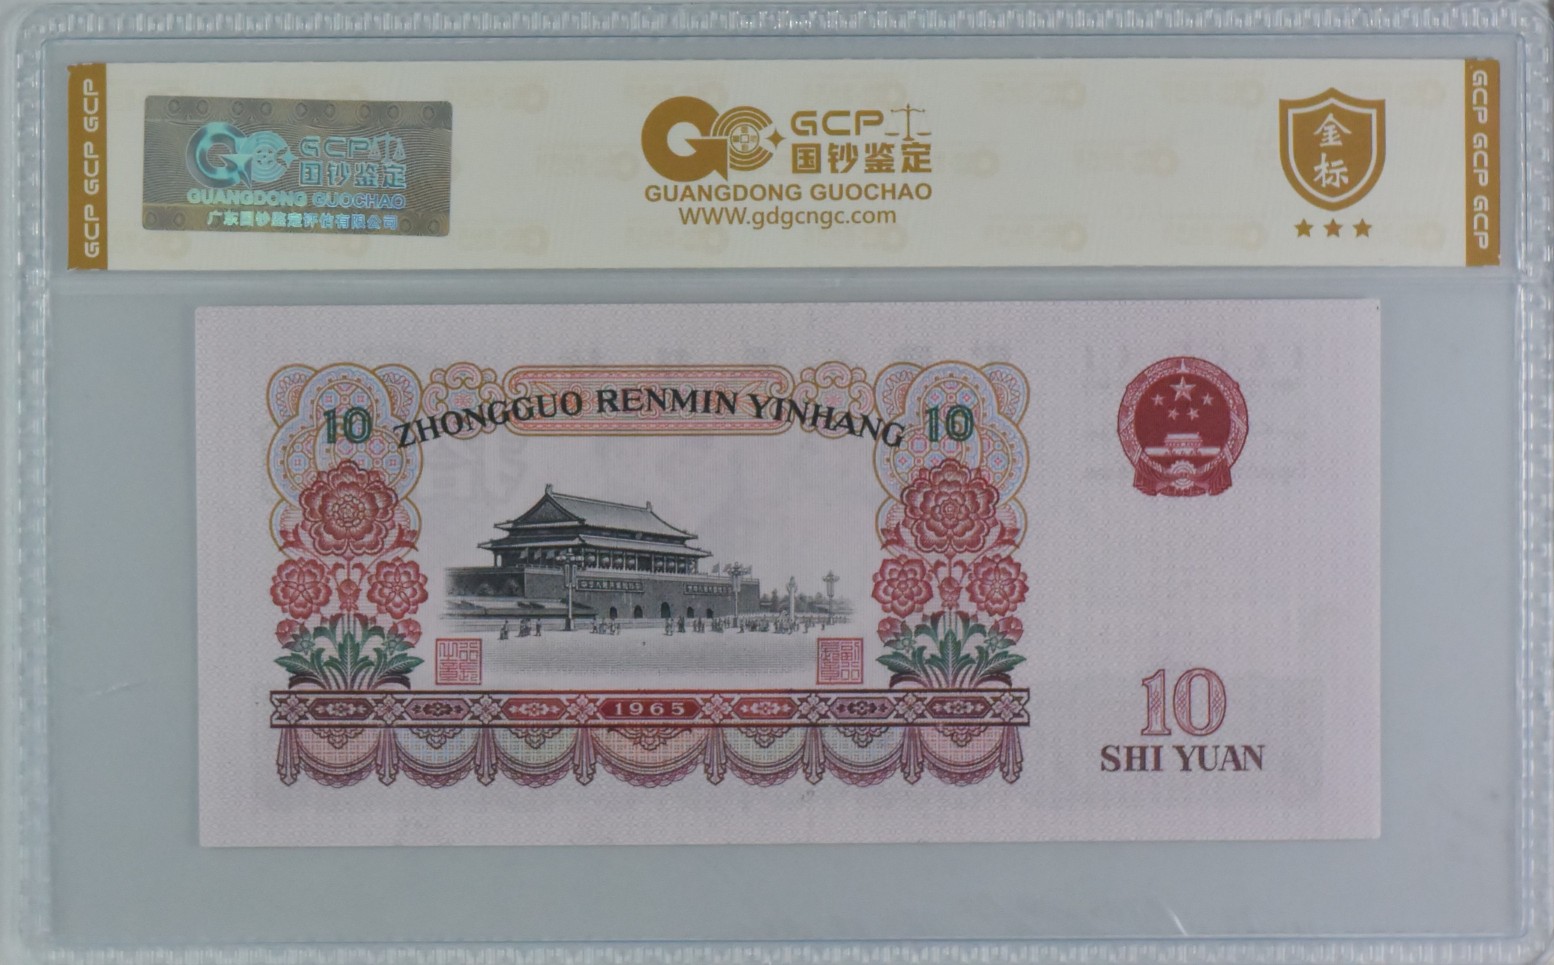 GCP GCP GCP
GCP
国钞鉴定
GUANGDONG GUOCHAO
广东国钞鉴定评估有限公司
GCP
国钞鉴定
GUANGDONG GUOCHAO
WWW.gdgcngc.com
金
标
GCP GCP GCP
ZHONGGUO RENMIN YINHANG
10
10
1965
10
SHI YUAN